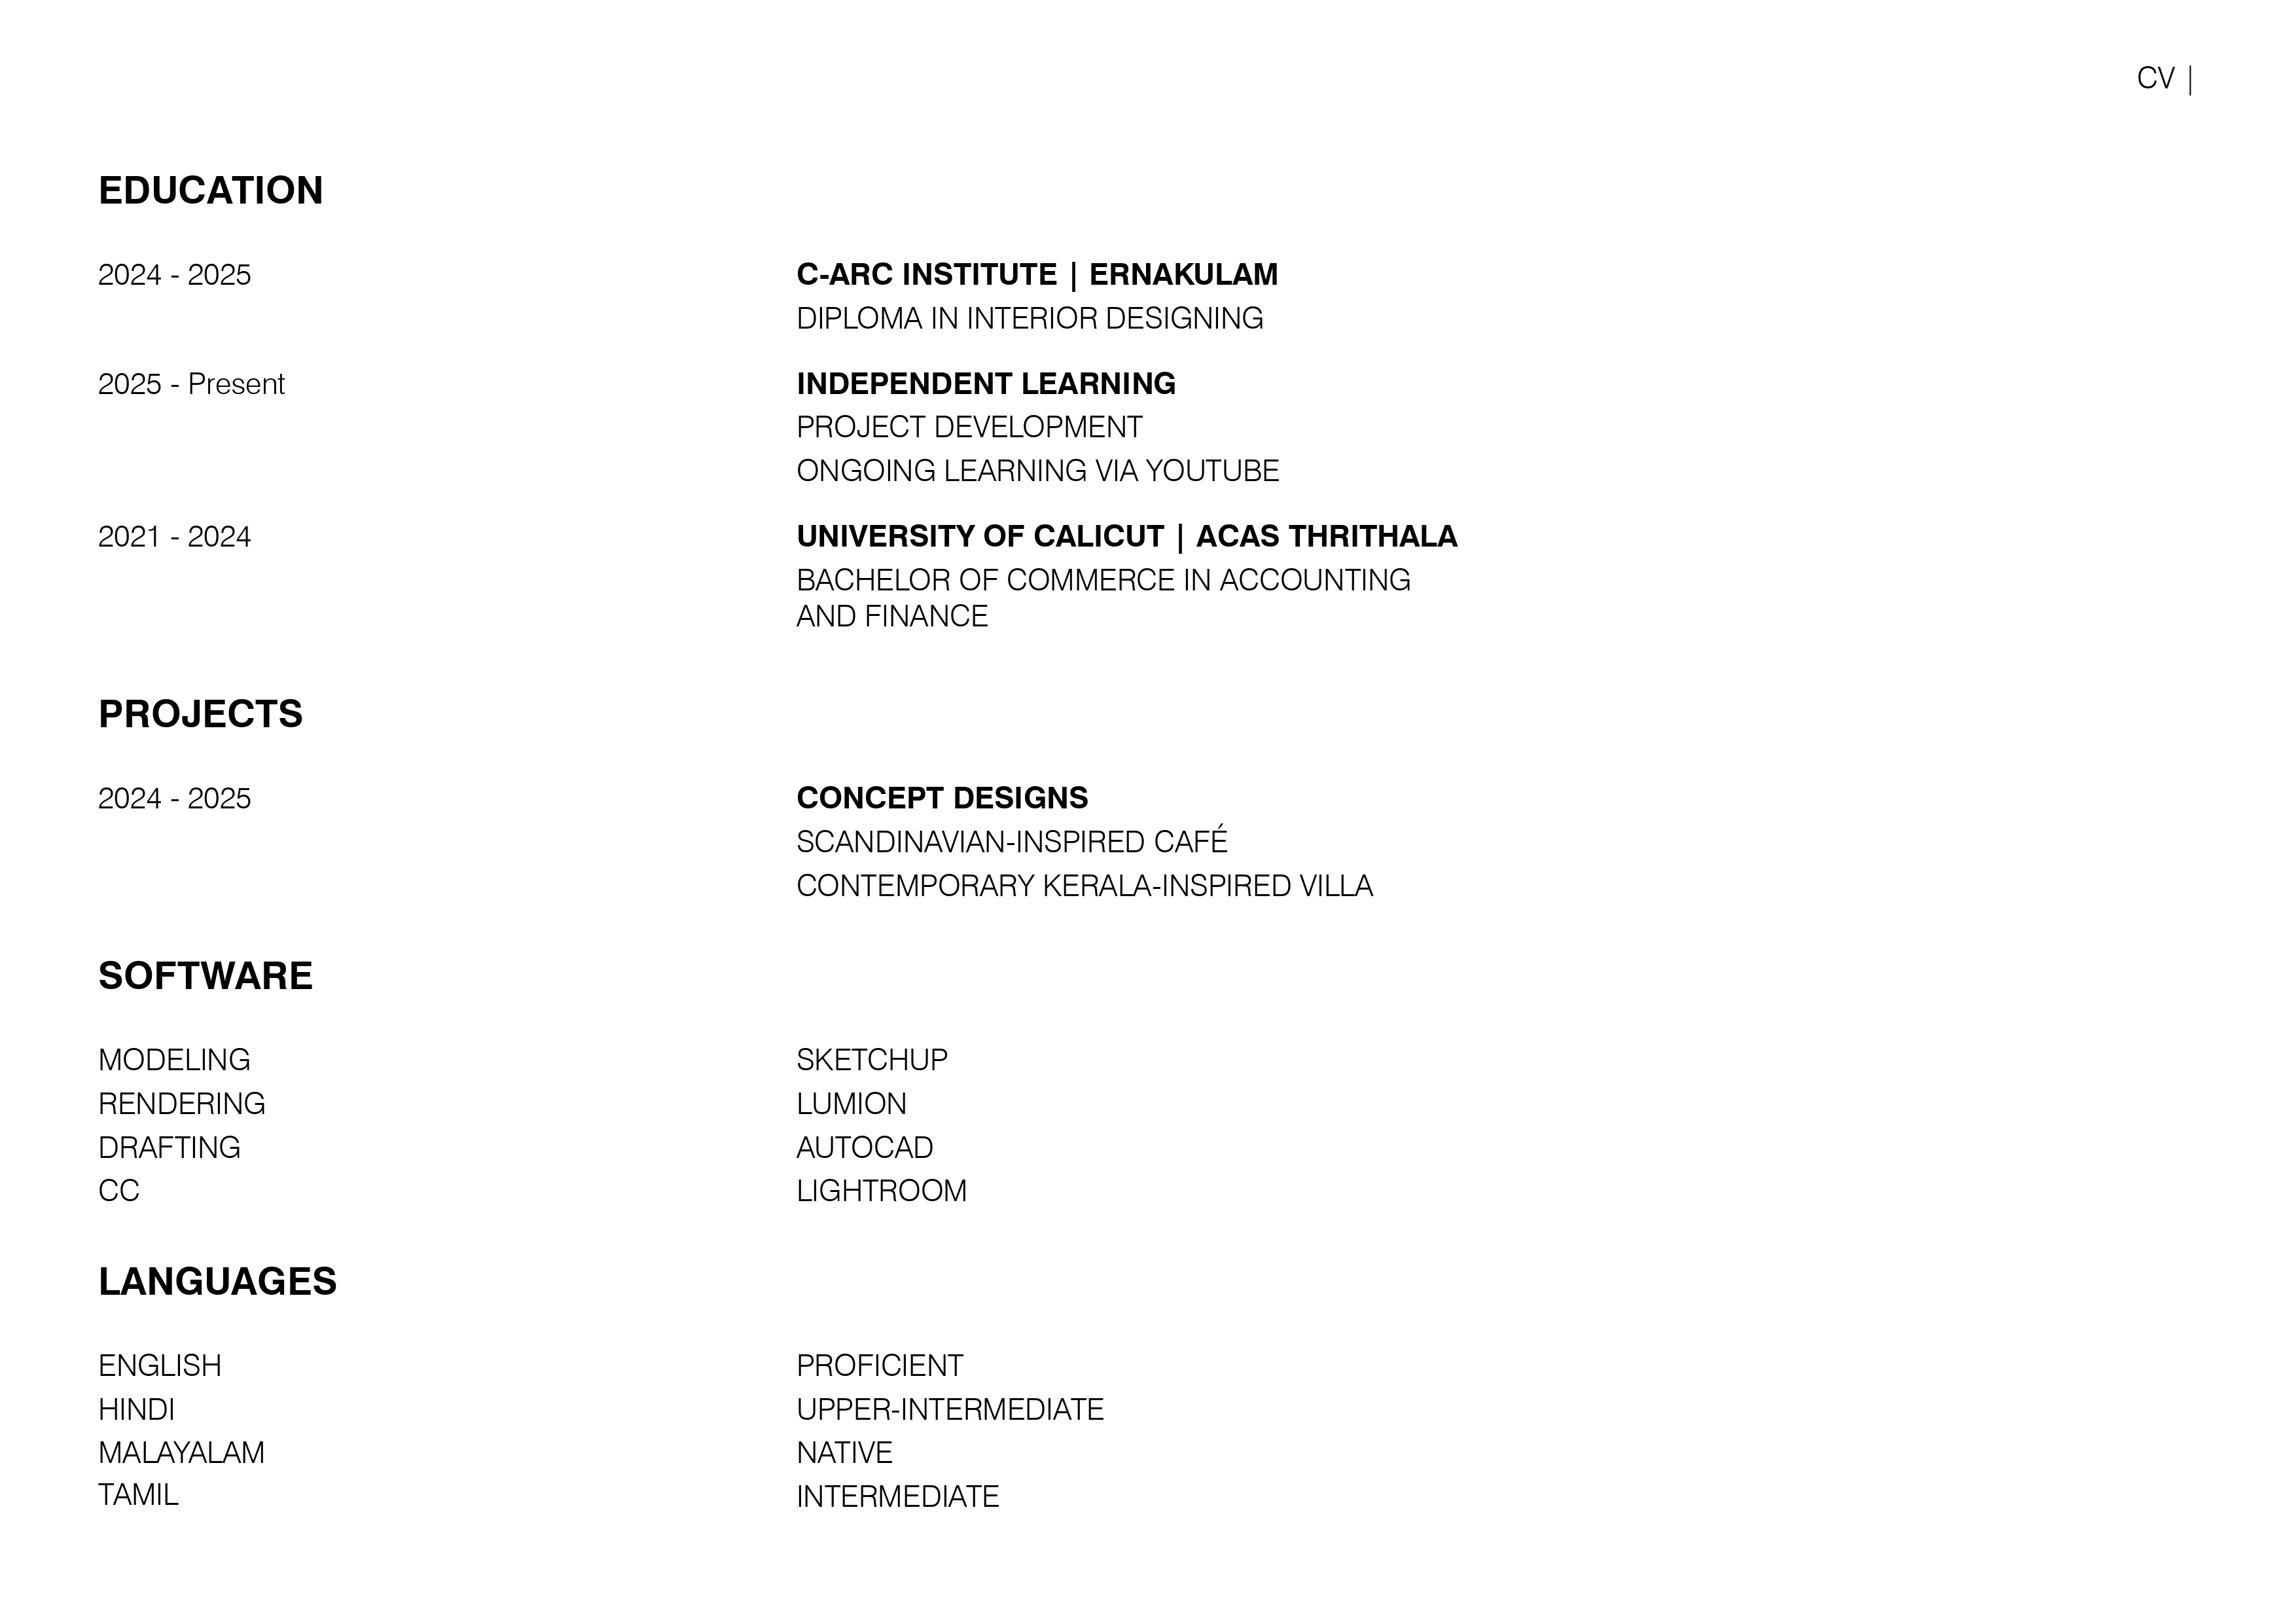 CV |
EDUCATION
2024 - 2025
C-ARC INSTITUTE | ERNAKULAM
DIPLOMA IN INTERIOR DESIGNING
2025 - Present
INDEPENDENT LEARNING
PROJECT DEVELOPMENT
ONGOING LEARNING VIA YOUTUBE
2021 - 2024
UNIVERSITY OF CALICUT | ACAS THRITHALA
BACHELOR OF COMMERCE IN ACCOUNTING
AND FINANCE
PROJECTS
2024 - 2025
CONCEPT DESIGNS
SCANDINAVIAN-INSPIRED CAFÉ
CONTEMPORARY KERALA-INSPIRED VILLA
SOFTWARE
MODELING SKETCHUP
RENDERING LUMION
DRAFTING AUTOCAD
CC LIGHTROOM
LANGUAGES
ENGLISH PROFICIENT
HINDI UPPER-INTERMEDIATE
MALAYALAM NATIVE
TAMIL INTERMEDIATE